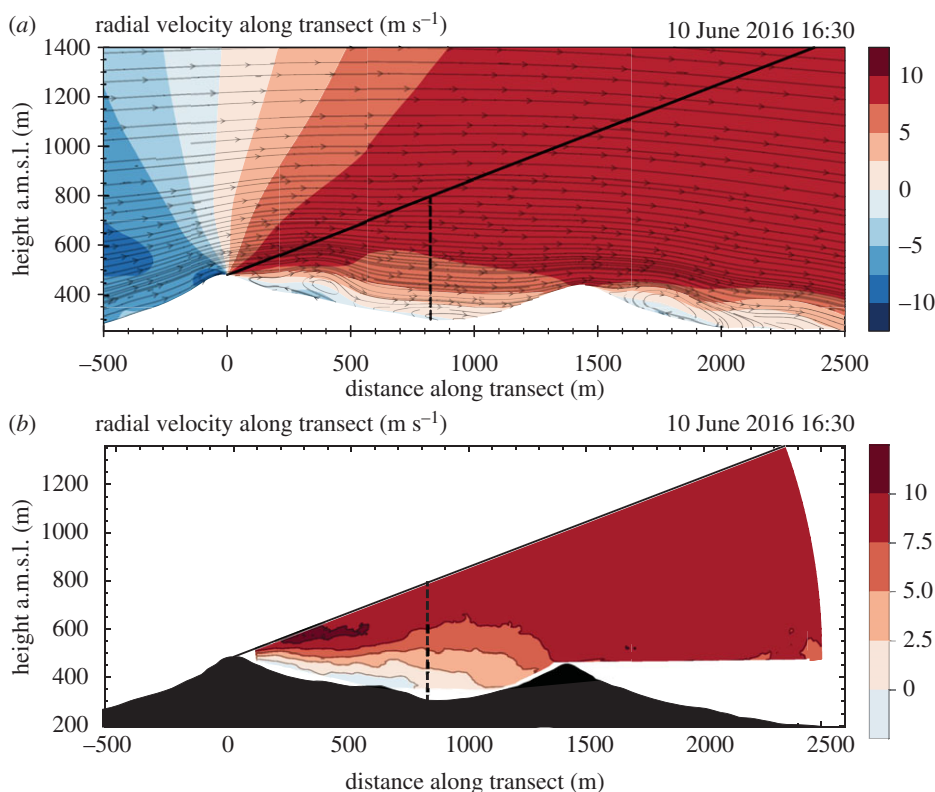 (a) radial velocity along transect (m s⁻¹) 10 June 2016 16:30
1400
1200
1000
800
600
400
height a.m.s.l. (m)
−500 0 500 1000 1500 2000 2500
distance along transect (m)
10
5
0
−5
−10
(b) radial velocity along transect (m s⁻¹) 10 June 2016 16:30
1200
1000
800
600
400
200
height a.m.s.l. (m)
−500 0 500 1000 1500 2000 2500
distance along transect (m)
10
7.5
5.0
2.5
0